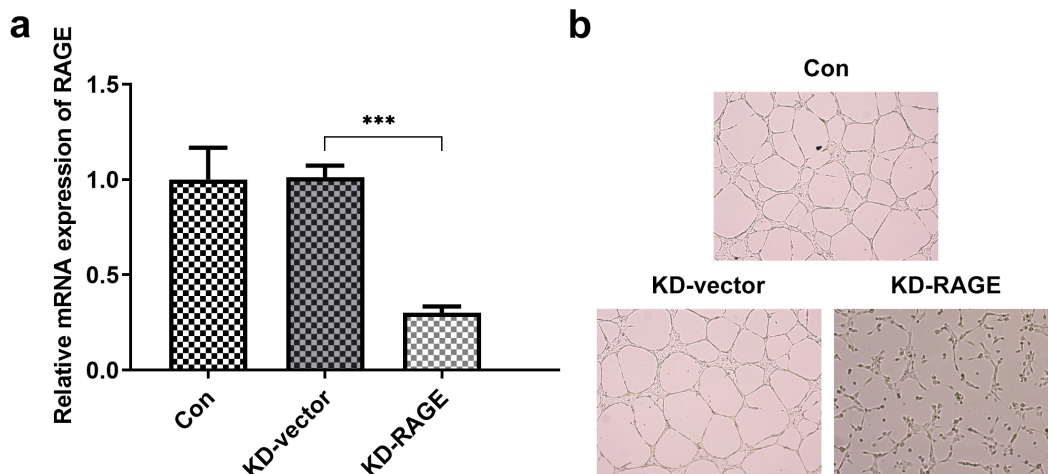 a
Relative mRNA expression of RAGE
1.5
1.0
0.5
0.0
***
Con
KD-vector
KD-RAGE
b
Con
KD-vector
KD-RAGE